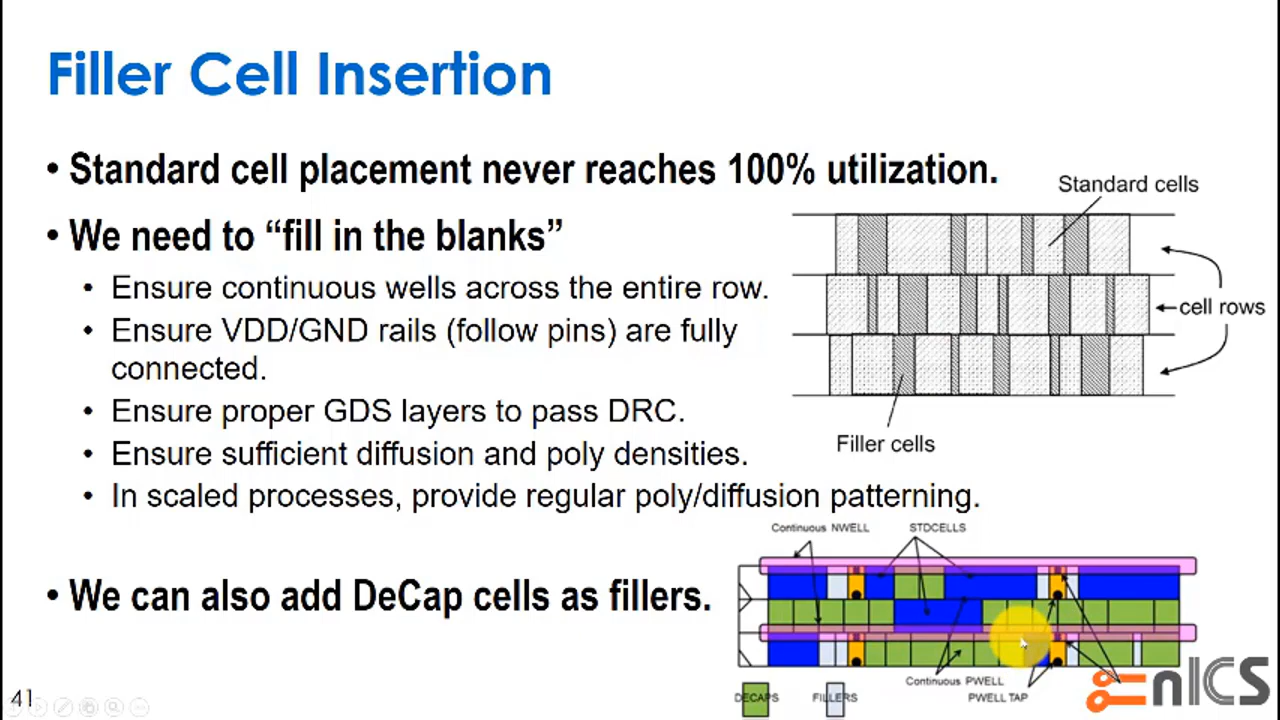 Filler Cell Insertion
• Standard cell placement never reaches 100% utilization.
• We need to “fill in the blanks”
• Ensure continuous wells across the entire row.
• Ensure VDD/GND rails (follow pins) are fully
connected.
• Ensure proper GDS layers to pass DRC.
• Ensure sufficient diffusion and poly densities.
• In scaled processes, provide regular poly/diffusion patterning.
• We can also add DeCap cells as fillers.
Standard cells
cell rows
Filler cells
Continuous NWELL
STDCELLS
Continuous PWELL
PWELL TAP
DECAPS
FILLERS
enICS
41